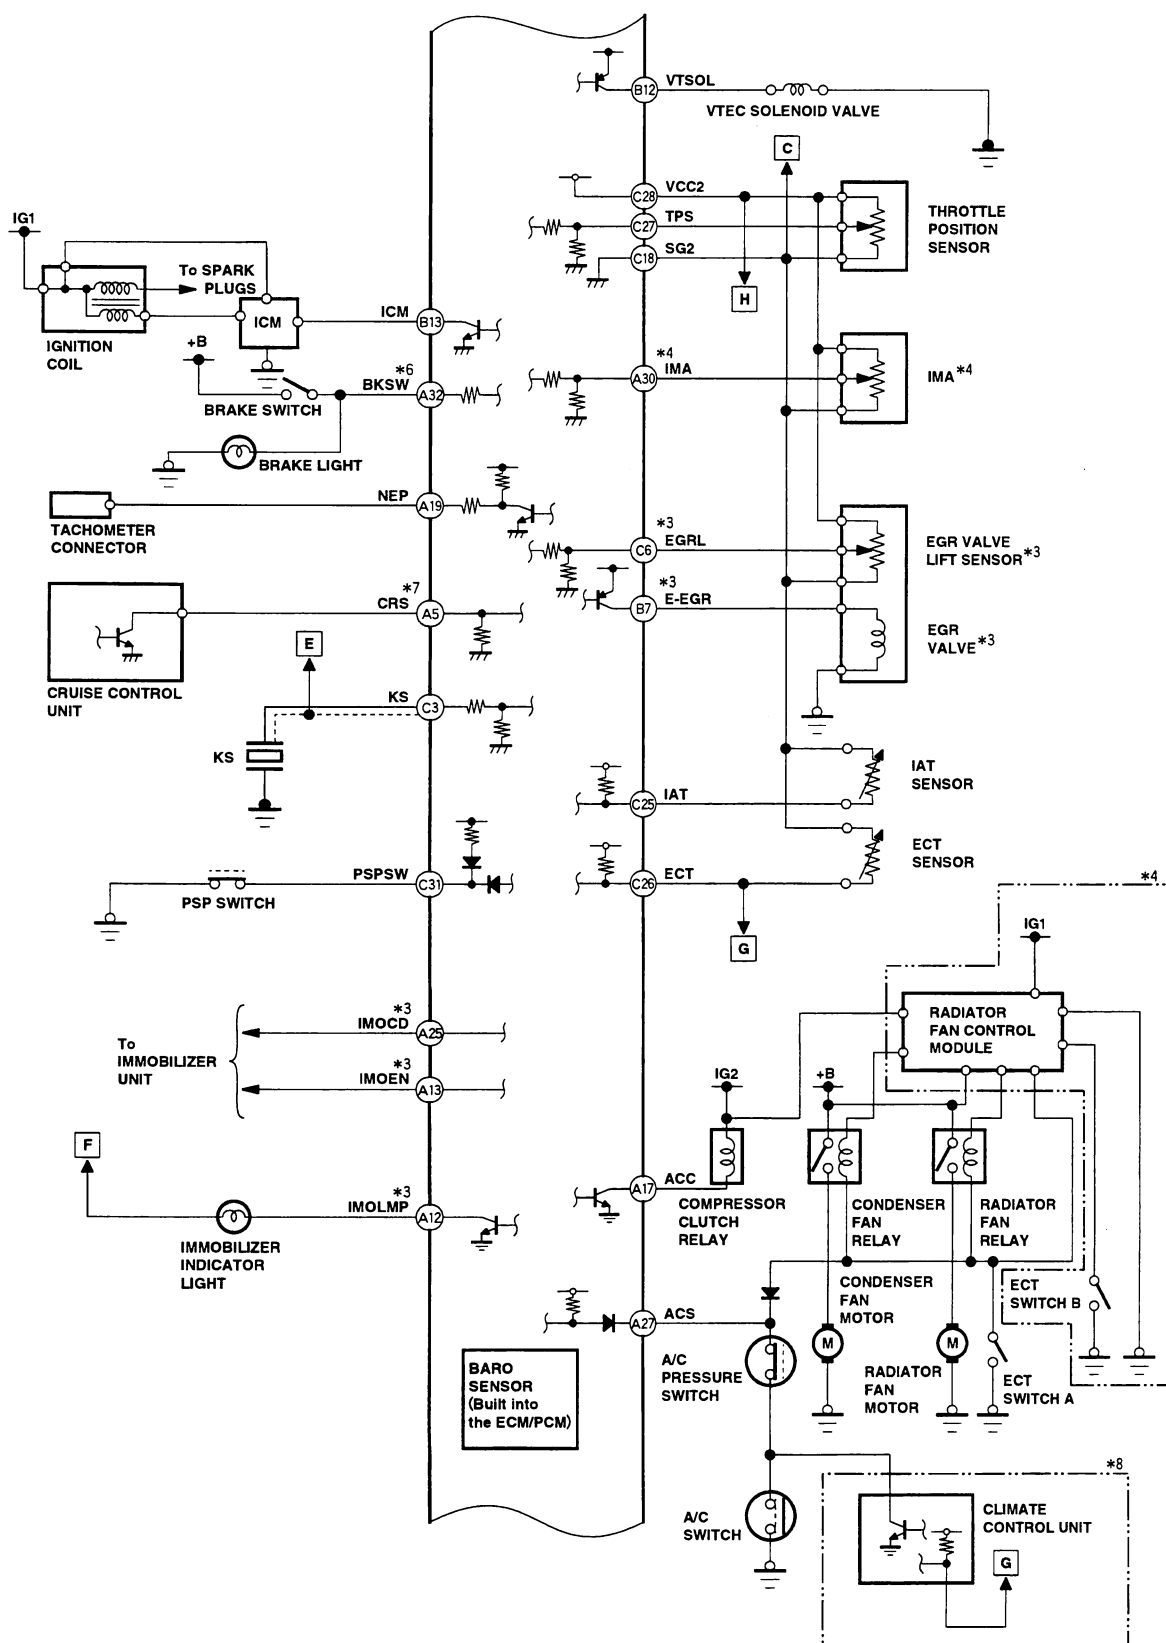 VTSOL
B12
VTEC SOLENOID VALVE
C
VCC2
C28
TPS
C27
SG2
C18
H
THROTTLE
POSITION
SENSOR
IG1
To SPARK
PLUGS
IGNITION
COIL
ICM
ICM
B13
+B
*6
BKSW
A32
BRAKE SWITCH
BRAKE LIGHT
*4
IMA
A30
IMA*4
NEP
A19
TACHOMETER
CONNECTOR
*3
EGRL
C6
EGR VALVE
LIFT SENSOR*3
*3
E-EGR
B7
EGR
VALVE*3
*7
CRS
A5
CRUISE CONTROL
UNIT
E
KS
C3
KS
IAT
C25
IAT
SENSOR
ECT
SENSOR
PSPSW
C31
PSP SWITCH
ECT
C26
G
*4
IG1
RADIATOR
FAN CONTROL
MODULE
*3
IMOCD
A25
To
IMMOBILIZER
UNIT
*3
IMOEN
A13
IG2
+B
F
*3
IMOLMP
A12
IMMOBILIZER
INDICATOR
LIGHT
ACC
A17
COMPRESSOR
CLUTCH
RELAY
CONDENSER
FAN
RELAY
RADIATOR
FAN
RELAY
CONDENSER
FAN
MOTOR
ECT
SWITCH B
ACS
A27
M
M
A/C
PRESSURE
SWITCH
RADIATOR
FAN
MOTOR
ECT
SWITCH A
BARO
SENSOR
(Built into
the ECM/PCM)
*8
A/C
SWITCH
CLIMATE
CONTROL UNIT
G